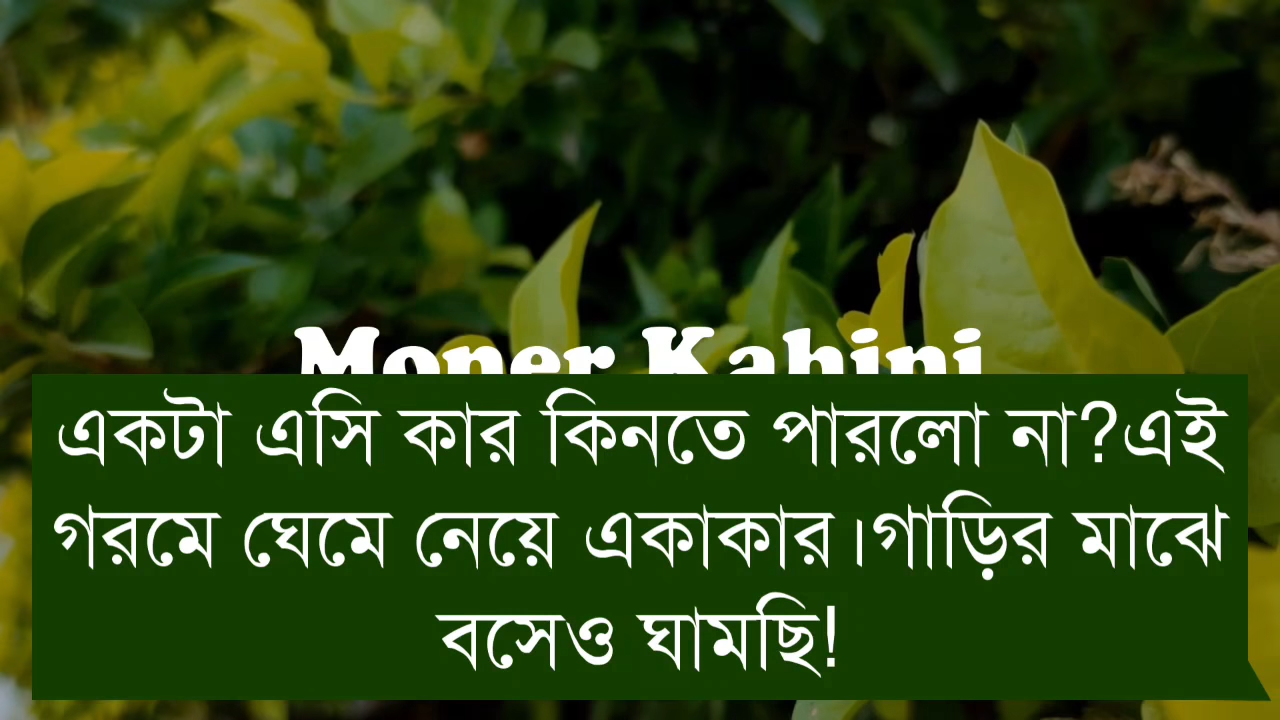 Moner Kahini
একটা এসি কার কিনতে পারলো না?এই
গরমে ঘেমে নেয়ে একাকার।গাড়ির মাঝে
বসেও ঘামছি!